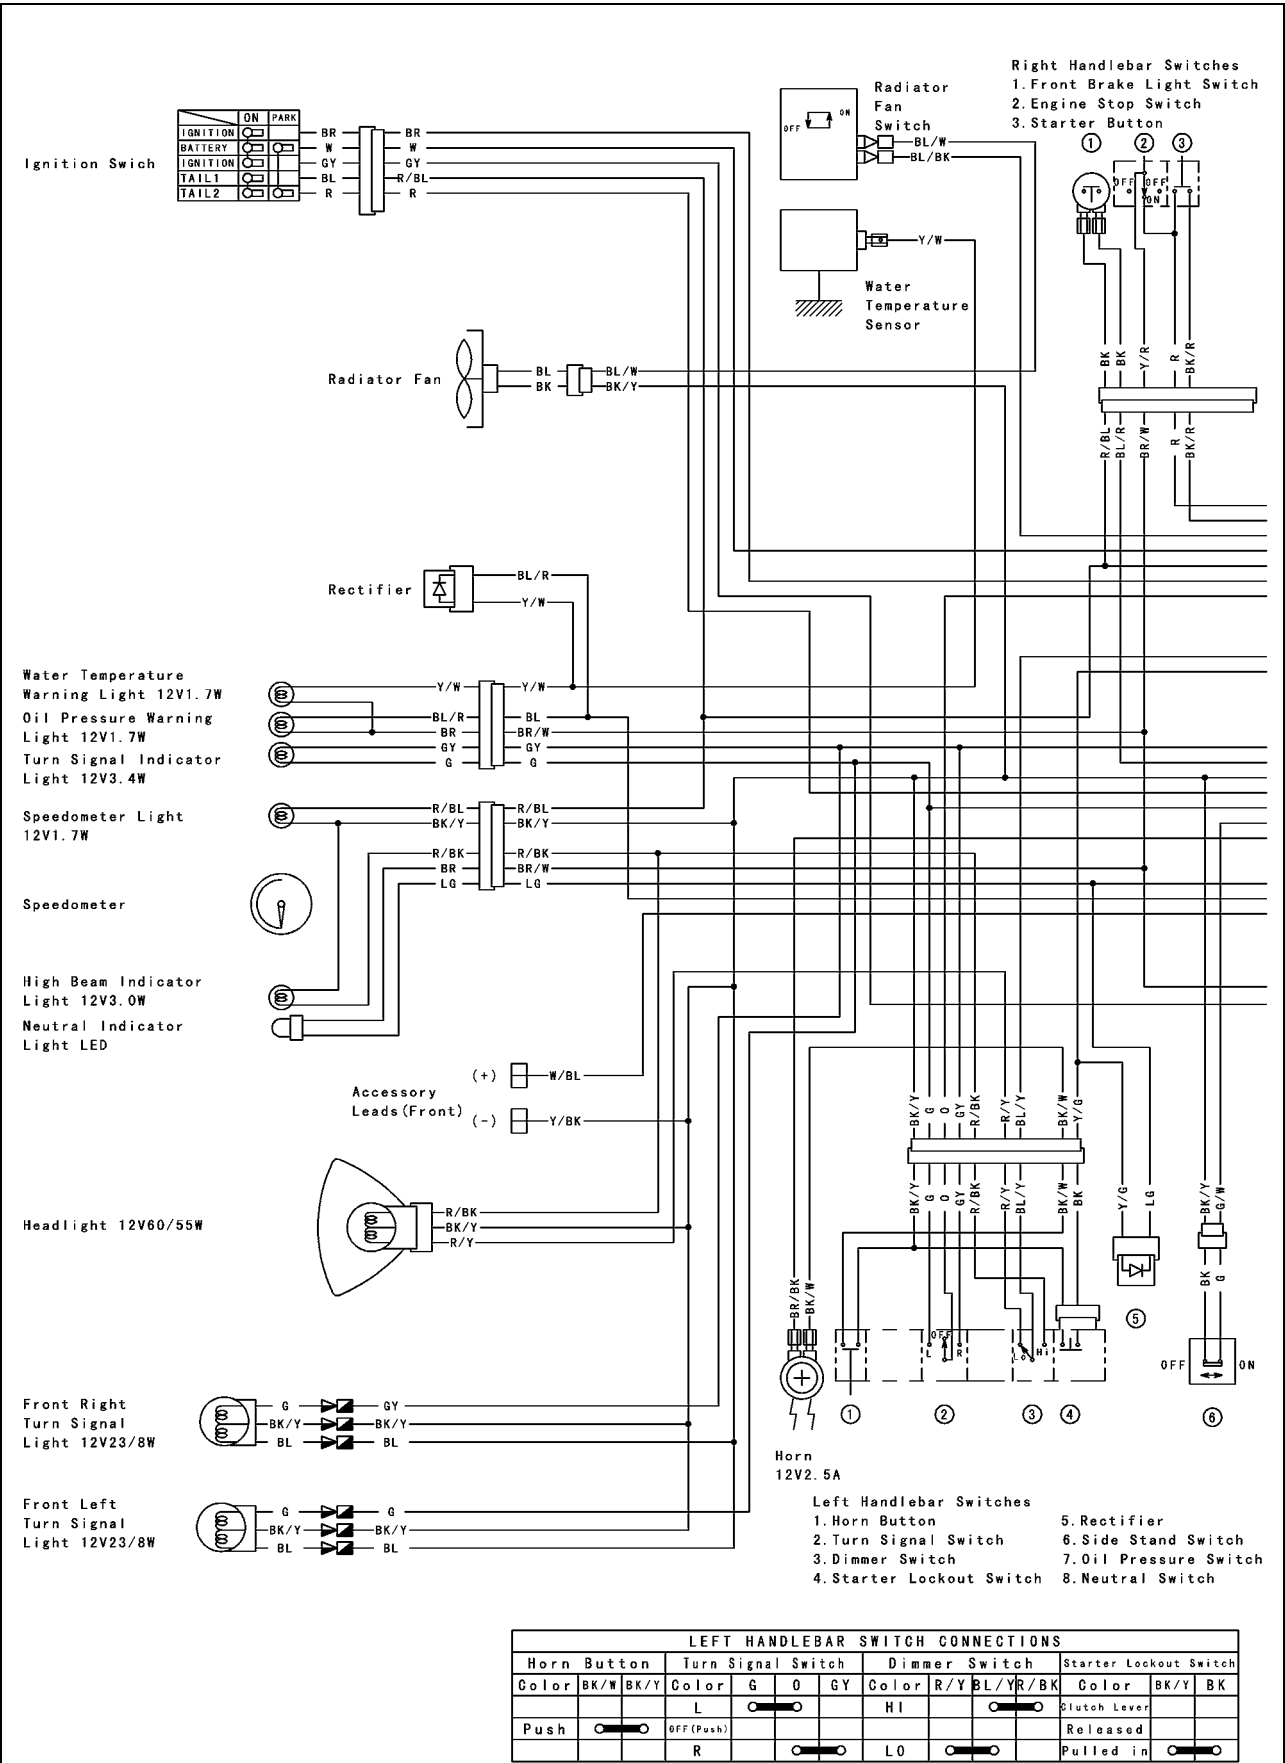 Right Handlebar Switches
1. Front Brake Light Switch
2. Engine Stop Switch
3. Starter Button
① ② ③
Radiator
Fan
Switch
OFF ON
BL/W
BL/BK
ON PARK
IGNITION BR BR
BATTERY W W
IGNITION GY GY
TAIL1 BL R/BL
TAIL2 R R
Ignition Swich
OFF OFF
ON
Y/W
Water
Temperature
Sensor
Radiator Fan
BL BL/W
BK BK/Y
BK BK Y/R R BK/R
R/BL BL/R BR/W R BK/R
Rectifier
BL/R
Y/W
Water Temperature
Warning Light 12V1.7W
Oil Pressure Warning
Light 12V1.7W
Turn Signal Indicator
Light 12V3.4W
Y/W Y/W
BL/R BL
BR BR/W
GY GY
G G
Speedometer Light
12V1.7W
R/BL R/BL
BK/Y BK/Y
R/BK R/BK
BR BR/W
LG LG
Speedometer
High Beam Indicator
Light 12V3.0W
Neutral Indicator
Light LED
Accessory
Leads(Front)
(+) W/BL
(-) Y/BK
BK/Y G O GY R/BK R/Y BL/Y BK/W Y/G
BK/Y G O GY R/BK R/Y BL/Y BK/W BK
Y/G LG
BK/Y G/W
BK G
Headlight 12V60/55W
R/BK
BK/Y
R/Y
BR/BK BK/W
OFF
L R
Lo Hi
⑤
OFF ON
① ② ③ ④ ⑥
Front Right
Turn Signal
Light 12V23/8W
G GY
BK/Y BK/Y
BL BL
Horn
12V2.5A
Front Left
Turn Signal
Light 12V23/8W
G G
BK/Y BK/Y
BL BL
Left Handlebar Switches
1. Horn Button
2. Turn Signal Switch
3. Dimmer Switch
4. Starter Lockout Switch
5. Rectifier
6. Side Stand Switch
7. Oil Pressure Switch
8. Neutral Switch
LEFT HANDLEBAR SWITCH CONNECTIONS
Horn Button Turn Signal Switch Dimmer Switch Starter Lockout Switch
Color BK/W BK/Y Color G O GY Color R/Y BL/Y R/BK Color BK/Y BK
L HI Clutch Lever
Push OFF(Push) Released
R LO Pulled in